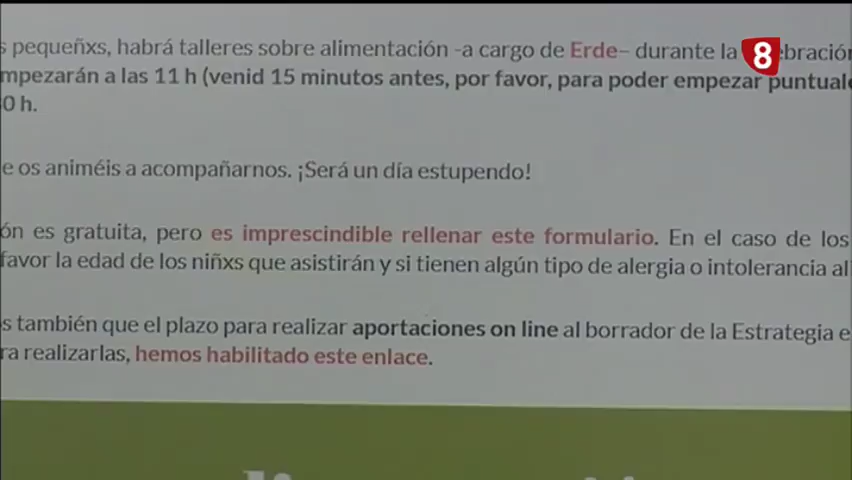 s pequeñxs, habrá talleres sobre alimentación -a cargo de Erde– durante la ebración
mpezarán a las 11 h (venid 15 minutos antes, por favor, para poder empezar puntual
0 h.
e os animéis a acompañarnos. ¡Será un día estupendo!
ón es gratuita, pero es imprescindible rellenar este formulario. En el caso de los
favor la edad de los niñxs que asistirán y si tienen algún tipo de alergia o intolerancia al
s también que el plazo para realizar aportaciones on line al borrador de la Estrategia e
ra realizarlas, hemos habilitado este enlace.
8